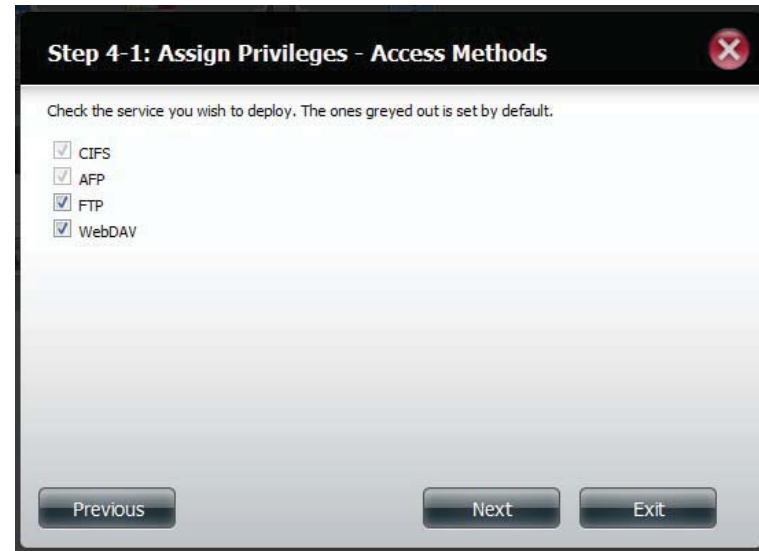 Step 4-1: Assign Privileges - Access Methods
Check the service you wish to deploy. The ones greyed out is set by default.
CIFS
AFP
FTP
WebDAV
Previous Next Exit